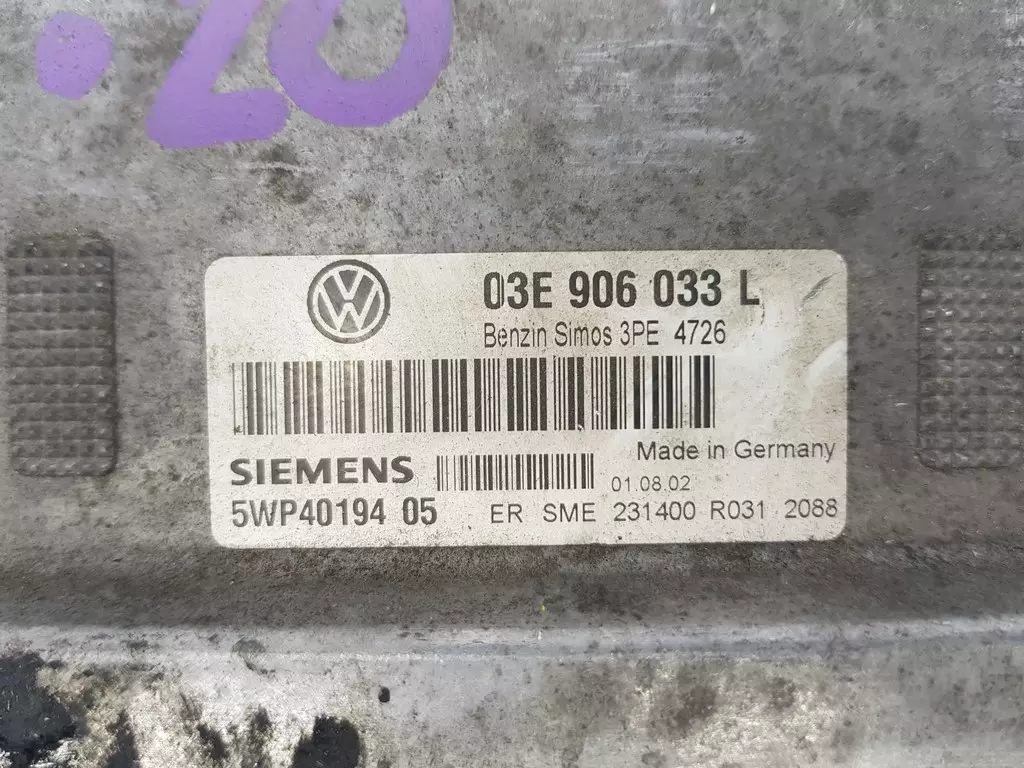 .20
VW
03E 906 033 L
Benzin Simos 3PE 4726
Made in Germany
SIEMENS
01.08.02
5WP40194 05 ER SME 231400 R031 2088